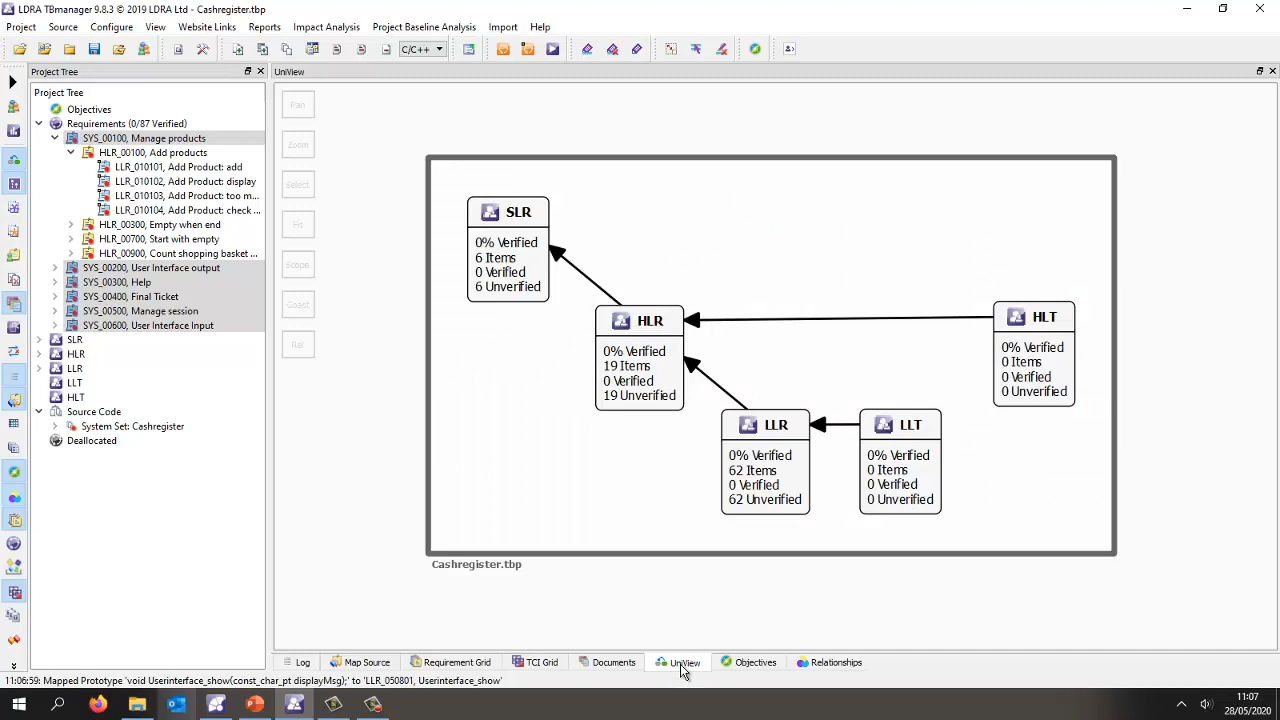 LDRA TBmanager 9.8.3 © 2019 LDRA Ltd - Cashregister.tbp
Project Source Configure View Website Links Reports Impact Analysis Project Baseline Analysis Import Help
C/C++
Project Tree
UniView
Project Tree
Objectives
Requirements (0/87 Verified)
SYS_00100, Manage products
HLR_00100, Add products
LLR_010101, Add Product: add
LLR_010102, Add Product: display
LLR_010103, Add Product: too m...
LLR_010104, Add Product: check ...
HLR_00300, Empty when end
HLR_00700, Start with empty
HLR_00900, Count shopping basket ...
SYS_00200, User Interface output
SYS_00300, Help
SYS_00400, Final Ticket
SYS_00500, Manage session
SYS_00600, User Interface Input
SLR
HLR
LLR
LLT
HLT
Source Code
System Set: Cashregister
Deallocated
Pan
Zoom
Select
Scope
SLR
0% Verified
6 Items
0 Verified
6 Unverified
HLR
0% Verified
19 Items
0 Verified
19 Unverified
HLT
0% Verified
0 Items
0 Verified
0 Unverified
LLR
0% Verified
62 Items
0 Verified
62 Unverified
LLT
0% Verified
0 Items
0 Verified
0 Unverified
Cashregister.tbp
Log Map Source Requirement Grid TCI Grid Documents UniView Objectives Relationships
11:06:59: Mapped Prototype 'void Userinterface_show(const_char_pt displayMsg);' to 'LLR_050801, Userinterface_show'
11:07
28/05/2020